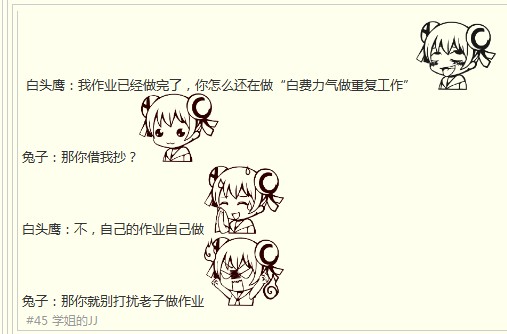 白头鹰：我作业已经做完了，你怎么还在做“白费力气做重复工作”
兔子：那你借我抄？
白头鹰：不，自己的作业自己做
兔子：那你就别打扰老子做作业
#45 学姐的JJ